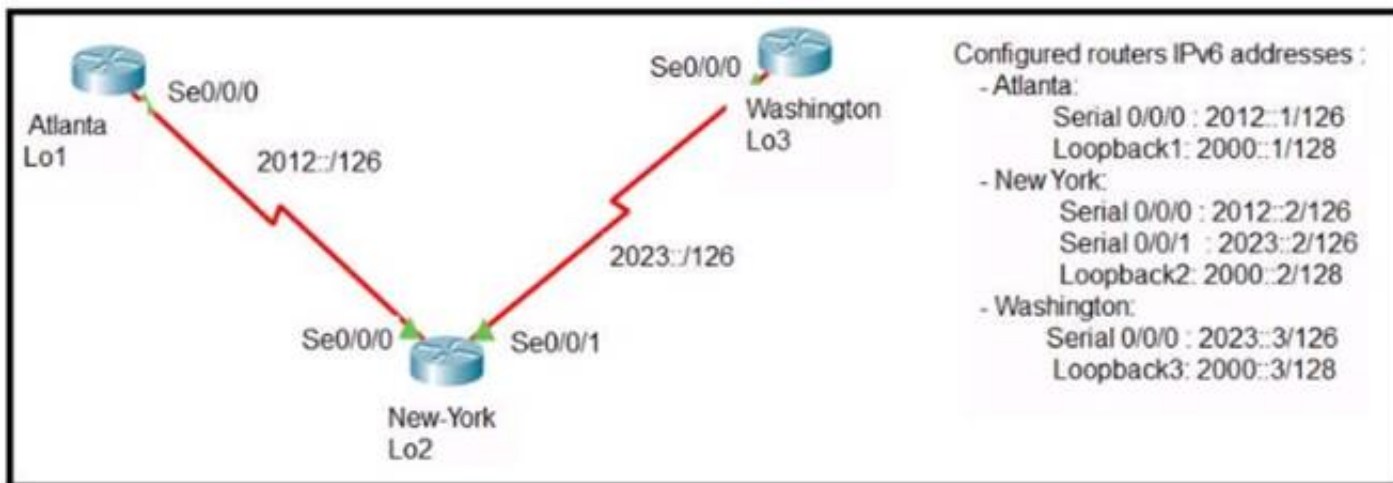 Se0/0/0
Atlanta
Lo1
2012::/126
Se0/0/0
Washington
Lo3
2023::/126
Se0/0/0
Se0/0/1
New-York
Lo2
Configured routers IPv6 addresses :
- Atlanta:
Serial 0/0/0 : 2012::1/126
Loopback1: 2000::1/128
- New York:
Serial 0/0/0 : 2012::2/126
Serial 0/0/1 : 2023::2/126
Loopback2: 2000::2/128
- Washington:
Serial 0/0/0 : 2023::3/126
Loopback3: 2000::3/128